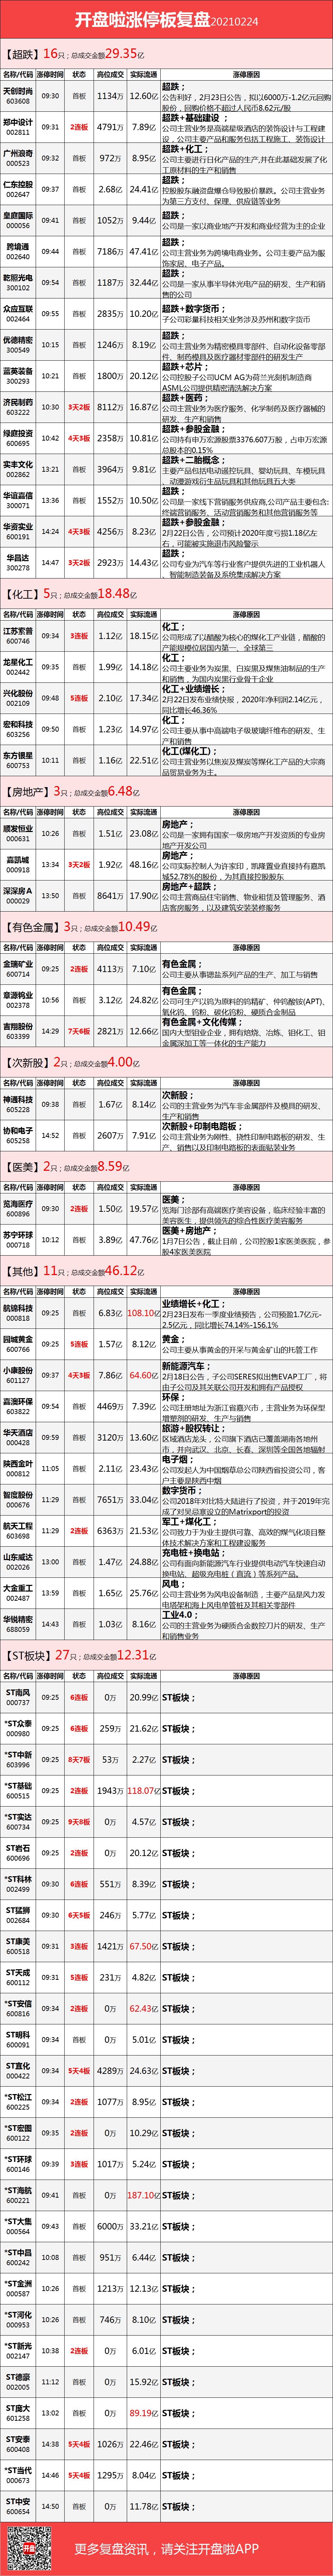 开盘啦涨停板复盘20210224
【超跌】16只；总成交金额29.35亿
名称/代码 涨停时间 状态 高位成交 实际流通 涨停原因
天创时尚 603608 09:30 首板 1134万 12.60亿 超跌；
公告利好，2月23日公告，拟以6000万-1.2亿元回购股份，回购价格不超过人民币8.62元/股
郑中设计 002811 09:31 2连板 4791万 7.89亿 超跌+基础建设 ；
公司主营业务是高端星级酒店的装饰设计与工程建设，公司主要产品和服务包括工程施工、装饰设计
广州浪奇 000523 09:32 首板 972万 8.95亿 超跌+化工；
公司主要进行日化产品的生产,并在此基础发展了化工原材料的生产和销售
仁东控股 002647 09:37 首板 2.68亿 24.41亿 超跌；
控股股东融资盘爆仓导致股价暴跌。公司主营业务为第三方支付、保理、供应链等业务
皇庭国际 000056 09:41 首板 1052万 9.44亿 超跌；
公司是一家以商业地产开发和商业经营为主的企业
跨境通 002640 09:44 首板 7186万 47.41亿 超跌；
公司主营业务为跨境电商业务。公司主要产品为服饰家居、电子产品。
乾照光电 300102 09:54 首板 1187万 32.44亿 超跌；
公司是一家从事半导体光电产品的研发、生产和销售的公司
众应互联 002464 09:55 首板 2835万 10.20亿 超跌+数字货币；
子公司彩量科技相关业务涉及苏州和数字货币
优德精密 300549 10:15 首板 1246万 8.19亿 超跌；
公司主营业务为精密模具零部件、自动化设备零部件、制药模具及医疗器材零部件的研发生产
蓝英装备 300293 10:21 首板 1800万 20.12亿 超跌+芯片；
公司控股子公司UCM AG为荷兰光刻机制造商ASML公司提供精密清洗解决方案
济民制药 603222 10:30 3天2板 8112万 16.87亿 超跌+医药；
公司主营业务为医疗服务、化学制药及医疗器械的研发、生产和销售
绿庭投资 600695 10:42 4天3板 2358万 10.81亿 超跌+参股金融；
公司持有申万宏源股票3376.607万股，占申万宏源总股本的0.15%
实丰文化 002862 13:21 首板 3964万 9.81亿 超跌+二胎概念；
主要产品包括电动遥控玩具、婴幼玩具、车模玩具、动漫游戏衍生品玩具和其他玩具五大类
华谊嘉信 300071 13:36 首板 1552万 10.50亿 超跌；
公司是一家线下营销服务供应商,公司产品主要包含:终端营销服务、活动营销服务和其他营销服务等
华资实业 600191 14:24 4天3板 4256万 8.23亿 超跌+参股金融；
2月22日公告，公司预计2020年度亏损1.18亿左右，可能被实施退市风险警示
华昌达 300278 14:47 3天2板 2923万 14.43亿 超跌；
公司专业为汽车等行业客户提供先进的工业机器人、智能制造装备及系统集成解决方案
【化工】5只；总成交金额18.48亿
名称/代码 涨停时间 状态 高位成交 实际流通 涨停原因
江苏索普 600746 09:34 3连板 1.12亿 18.15亿 化工；
公司形成了以醋酸为核心的煤化工产业链，醋酸的产能规模位居国内第一、全球第三
龙星化工 002442 09:35 首板 1.99亿 14.18亿 化工；
公司主营业务为炭黑、白炭黑及煤焦油制品的生产和销售，为国内炭黑行业骨干企业
兴化股份 002109 09:48 5连板 2.10亿 17.34亿 化工+业绩增长；
2月22日发布业绩快报，2020年净利润2.14亿元，同比增长46.36%
宏和科技 603256 09:50 首板 1.23亿 14.97亿 化工；
公司主要从事中高端电子级玻璃纤维布的研发、生产和销售
东方银星 600753 10:11 首板 1.16亿 22.51亿 化工(煤化工)；
公司主营业务以焦炭及煤炭等煤化工产品的大宗商品贸易业务为主。
【房地产】3只；总成交金额6.48亿
名称/代码 涨停时间 状态 高位成交 实际流通 涨停原因
顺发恒业 000631 10:26 首板 1.51亿 23.08亿 房地产；
公司是一家拥有国家一级房地产开发资质的专业房地产开发公司
嘉凯城 000918 13:34 3天2板 1.92亿 48.16亿 房地产；
公司实际控制人为许家印，凯隆置业直接持有嘉凯城52.78%的股份，为其直接控股股东
深深房A 000029 13:50 首板 8641万 17.90亿 房地产+超跌；
公司主营商品住宅销售、物业租赁及管理服务、酒店客房服务，以及建筑安装装修服务
【有色金属】3只；总成交金额10.49亿
名称/代码 涨停时间 状态 高位成交 实际流通 涨停原因
金瑞矿业 600714 09:25 2连板 4113万 7.10亿 有色金属；
公司主要从事锶盐系列产品的生产、加工与销售
章源钨业 002378 10:56 首板 3.12亿 24.82亿 有色金属；
公司可生产以钨为原料的钨精矿、仲钨酸铵(APT)、氧化钨、钨粉、碳化钨粉、硬质合金制品
吉翔股份 603399 14:29 7天6板 2821万 12.66亿 有色金属+文化传媒；
国内大型钼业企业，拥有焙烧、冶炼、钼化工、钼金属深加工等一体化的生产能力
【次新股】2只；总成交金额4.00亿
名称/代码 涨停时间 状态 高位成交 实际流通 涨停原因
神通科技 605228 09:38 首板 1.67亿 8.14亿 次新股；
公司的主营业务为汽车非金属部件及模具的研发、生产和销售
协和电子 605258 14:52 首板 2607万 7.91亿 次新股+印制电路板；
公司主营业务为刚性、挠性印制电路板的研发、生产、销售以及印制电路板的表面贴装业务
【医美】2只；总成交金额8.59亿
名称/代码 涨停时间 状态 高位成交 实际流通 涨停原因
览海医疗 600896 09:30 2连板 1.50亿 19.57亿 医美；
览海门诊部有高端医疗美容设备，临床经验丰富的美容医生，提供领先的综合性医疗美容服务
苏宁环球 000718 10:12 首板 3.89亿 47.76亿 医美+房地产；
1月7日公告，截止目前，公司控股1家医美医院，参股4家医美医院
【其他】11只；总成交金额46.12亿
名称/代码 涨停时间 状态 高位成交 实际流通 涨停原因
航锦科技 000818 09:25 首板 6.83亿 108.10亿 业绩增长+化工；
2月23日发布一季度业绩预告，公司预盈1.7亿元-2.5亿元，同比增长74.14%-156.1%
园城黄金 600766 09:25 5连板 1.57亿 8.12亿 黄金；
公司主要从事黄金的开采与黄金矿山的托管工作
小康股份 601127 09:37 4天3板 7.86亿 64.60亿 新能源汽车；
2月18日公告，子公司SERES拟出售EVAP工厂，将由子公司及其关联公司开发和拥有产品授权
嘉澳环保 603822 09:54 首板 4469万 7.39亿 环保；
公司注册地址为浙江省嘉兴市，主营业务为环保型增塑剂的研发、生产与销售
华天酒店 000428 09:59 首板 3120万 13.60亿 旅游+股权转让；
区域酒店龙头，公司旗下酒店已覆盖湖南各地州市，并向武汉、北京、长春、深圳等全国各地辐射
陕西金叶 000812 11:05 首板 2.11亿 23.43亿 电子烟；
公司发起人为中国烟草总公司陕西省投资公司，客户主要是陕西中烟
智度股份 000676 11:29 首板 7651万 33.04亿 数字货币；
公司2018年对比特大陆进行了投资，并于2019年完成了对吴忌寒设立的Matrixport的投资
航天工程 603698 11:29 2连板 6363万 21.53亿 军工+煤化工；
公司致力于为业主提供可靠、高效的煤气化项目整体技术解决方案和工程建设服务
山东威达 002026 13:00 首板 1.47亿 24.88亿 充电桩+换电站；
公司有面向新能源汽车行业提供电动汽车快速自动换电站、超级充电桩（直流）等系列产品。
大金重工 002487 13:59 首板 1.65亿 25.76亿 风电；
公司主营业务为风电设备制造，主要产品是风力发电塔架和海上风电单管桩及其相关零部件
华锐精密 688059 14:43 首板 1.03亿 8.16亿 工业4.0；
公司的主营业务为硬质合金数控刀片的研发、生产和销售业务
【ST板块】27只；总成交金额12.31亿
名称/代码 涨停时间 状态 高位成交 实际流通 涨停原因
ST南风 000737 09:25 6连板 0万 20.99亿 ST板块；
*ST众泰 000980 09:25 6连板 259万 21.62亿 ST板块；
*ST中新 603996 09:25 8天7板 53万 2.27亿 ST板块；
*ST基础 600515 09:25 2连板 1943万 118.07亿 ST板块；
*ST实达 600734 09:25 9天8板 0万 4.57亿 ST板块；
ST岩石 600696 09:25 2连板 0万 20.12亿 ST板块；
*ST科林 002499 09:30 6连板 551万 8.39亿 ST板块；
ST猛狮 002684 09:30 6天5板 246万 5.77亿 ST板块；
ST康美 600518 09:31 3连板 1421万 67.50亿 ST板块；
ST天成 600112 09:31 5连板 231万 4.82亿 ST板块；
*ST安信 600816 09:34 2连板 0万 62.43亿 ST板块；
ST明科 600091 09:34 首板 0万 5.01亿 ST板块；
ST宜化 000422 09:34 5天4板 4289万 24.63亿 ST板块；
*ST松江 600225 09:34 2连板 1077万 8.95亿 ST板块；
*ST宏图 600122 09:35 2连板 0万 10.29亿 ST板块；
*ST环球 600146 09:39 3连板 1017万 5.24亿 ST板块；
*ST海航 600221 09:41 首板 0万 187.10亿 ST板块；
*ST大集 000564 09:43 首板 6000万 33.21亿 ST板块；
*ST中昌 600242 10:08 首板 951万 6.44亿 ST板块；
*ST金洲 000587 10:26 首板 1213万 12.13亿 ST板块；
*ST河化 000953 10:26 首板 746万 8.10亿 ST板块；
*ST新光 002147 10:38 2连板 0万 6.01亿 ST板块；
ST德豪 002005 11:12 首板 0万 15.92亿 ST板块；
ST庞大 601258 13:02 首板 0万 89.19亿 ST板块；
ST安泰 600408 14:38 5天4板 1026万 22.46亿 ST板块；
*ST当代 000673 14:46 5天4板 1295万 8.04亿 ST板块；
ST中安 600654 14:50 首板 0万 11.78亿 ST板块；
更多复盘资讯，请关注开盘啦APP